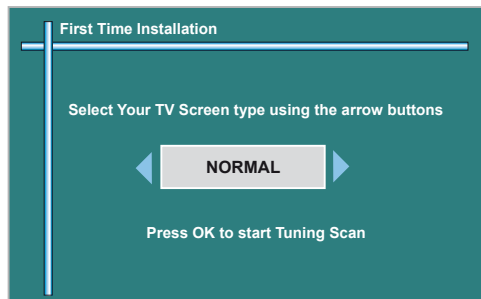 First Time Installation
Select Your TV Screen type using the arrow buttons
NORMAL
Press OK to start Tuning Scan